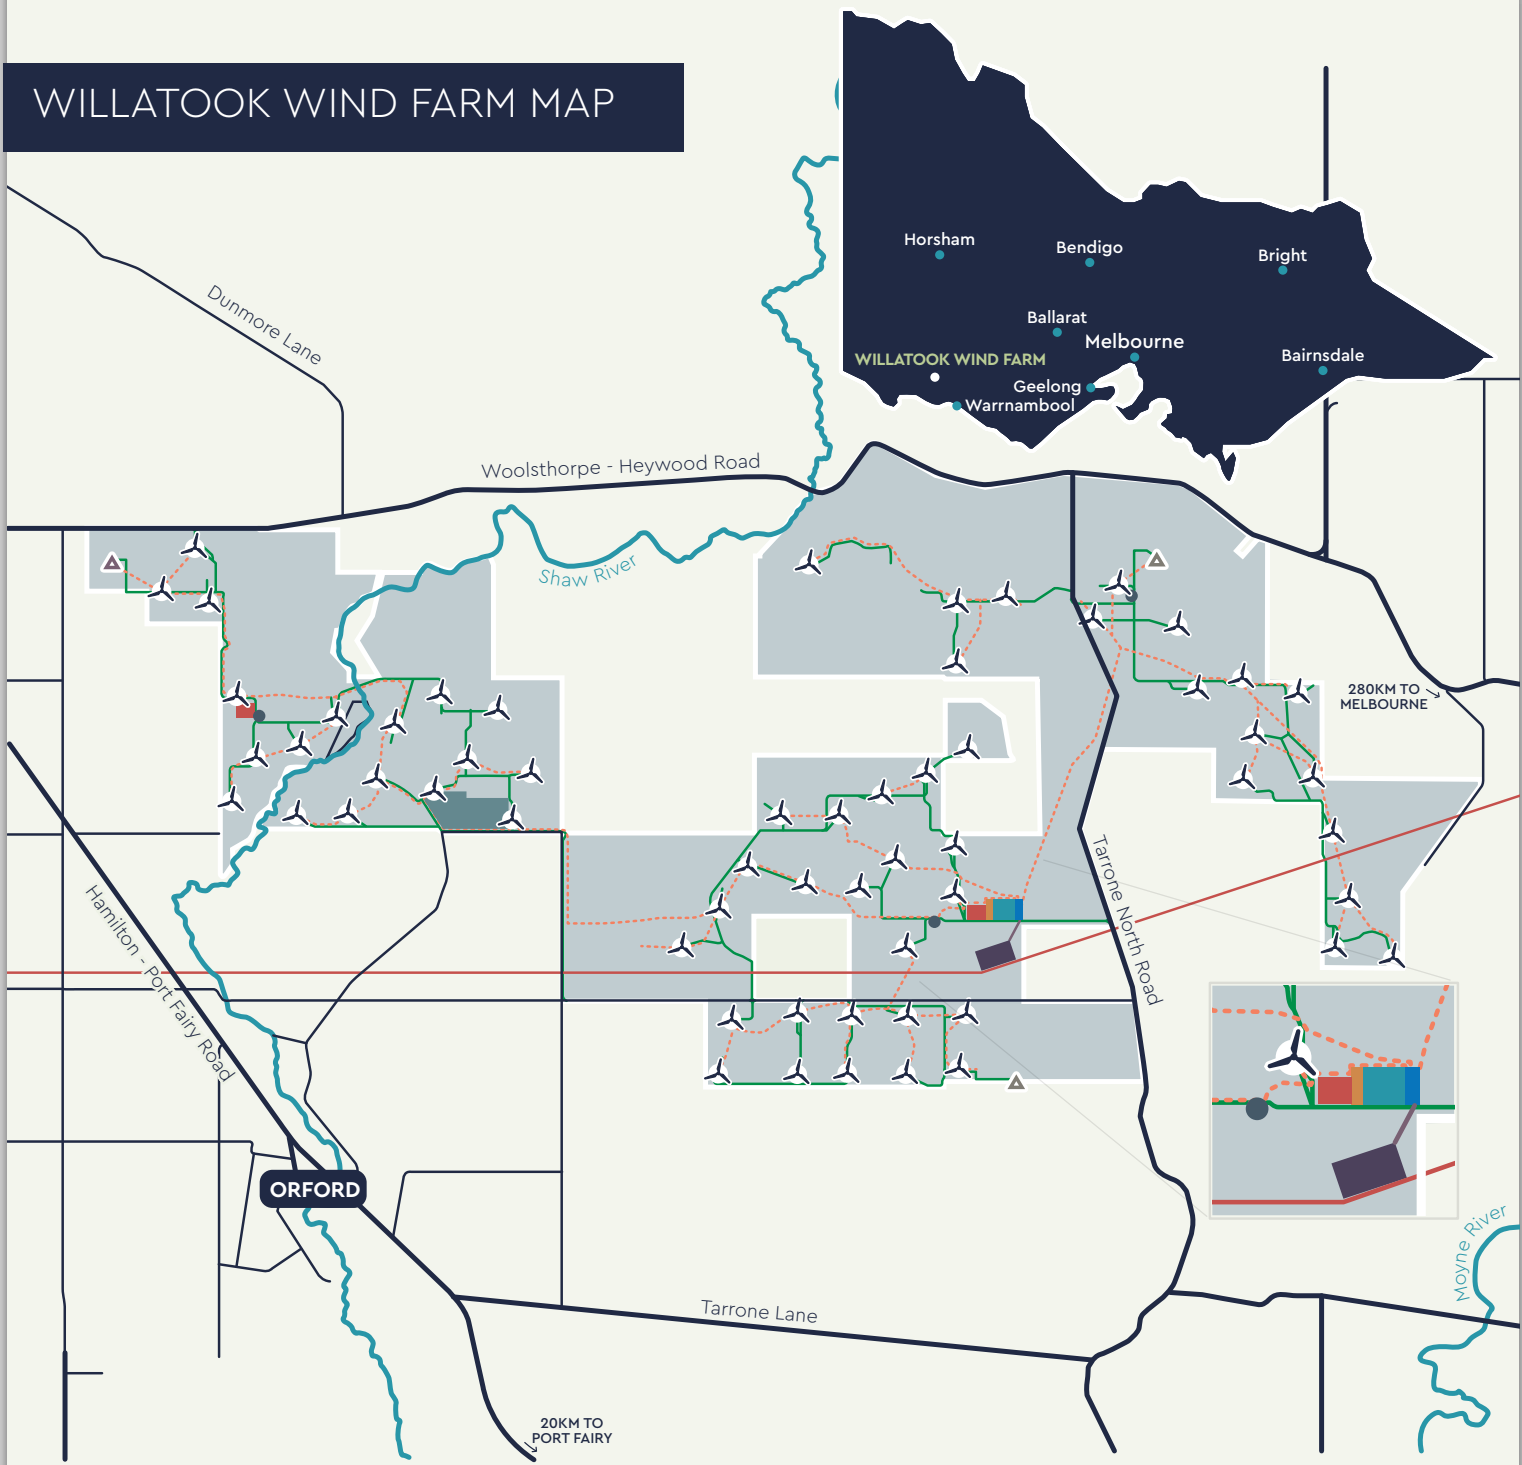 WILLATOOK WIND FARM MAP
Horsham
Bendigo
Bright
Ballarat
Melbourne
WILLATOOK WIND FARM
Bairnsdale
Geelong
Warrnambool
Dunmore Lane
Woolsthorpe - Heywood Road
Shaw River
280KM TO
MELBOURNE
Hamilton - Port Fairy Road
Tarrone North Road
ORFORD
Moyne River
Tarrone Lane
20KM TO
PORT FAIRY